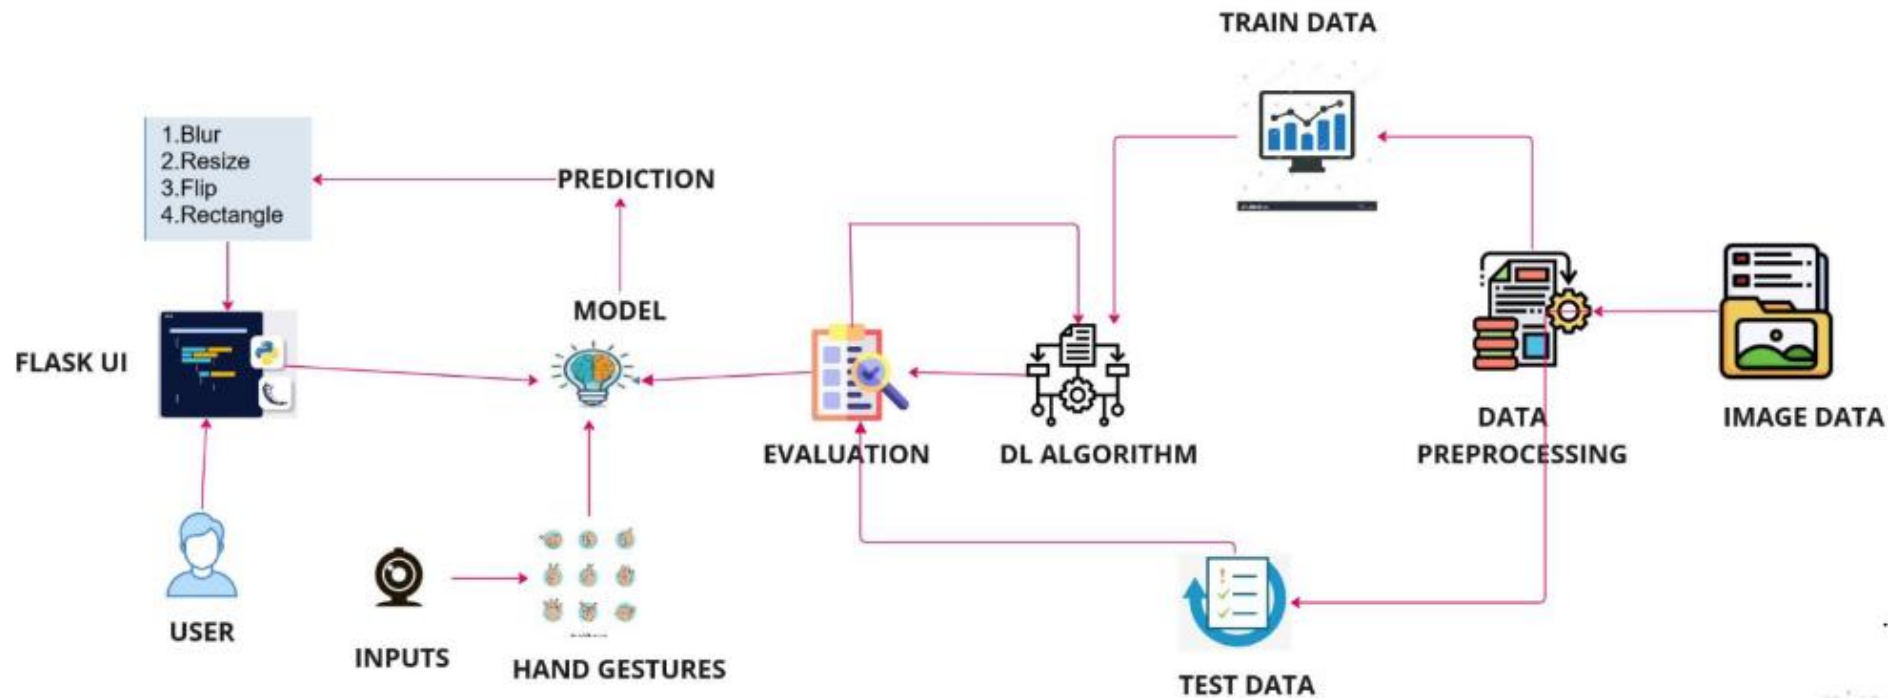 TRAIN DATA
1.Blur
2.Resize
3.Flip
4.Rectangle
PREDICTION
MODEL
FLASK UI
EVALUATION
DL ALGORITHM
DATA
PREPROCESSING
IMAGE DATA
USER
INPUTS
HAND GESTURES
TEST DATA